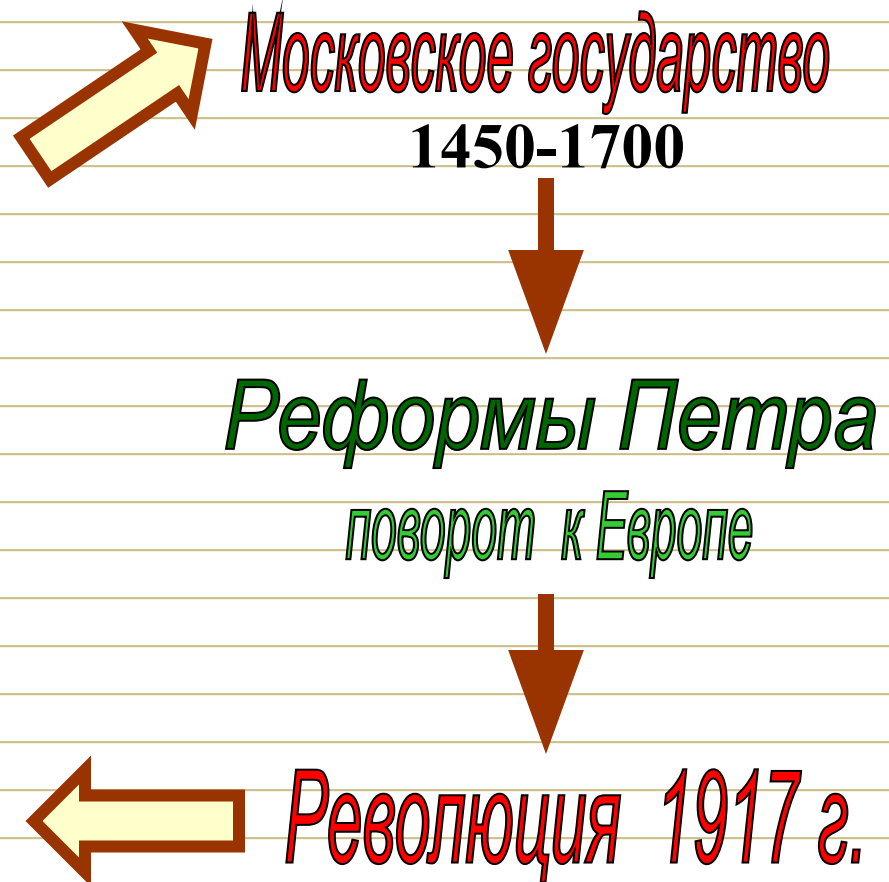 Московское государство
1450-1700
Реформы Петра
поворот к Европе
Революция 1917 г.